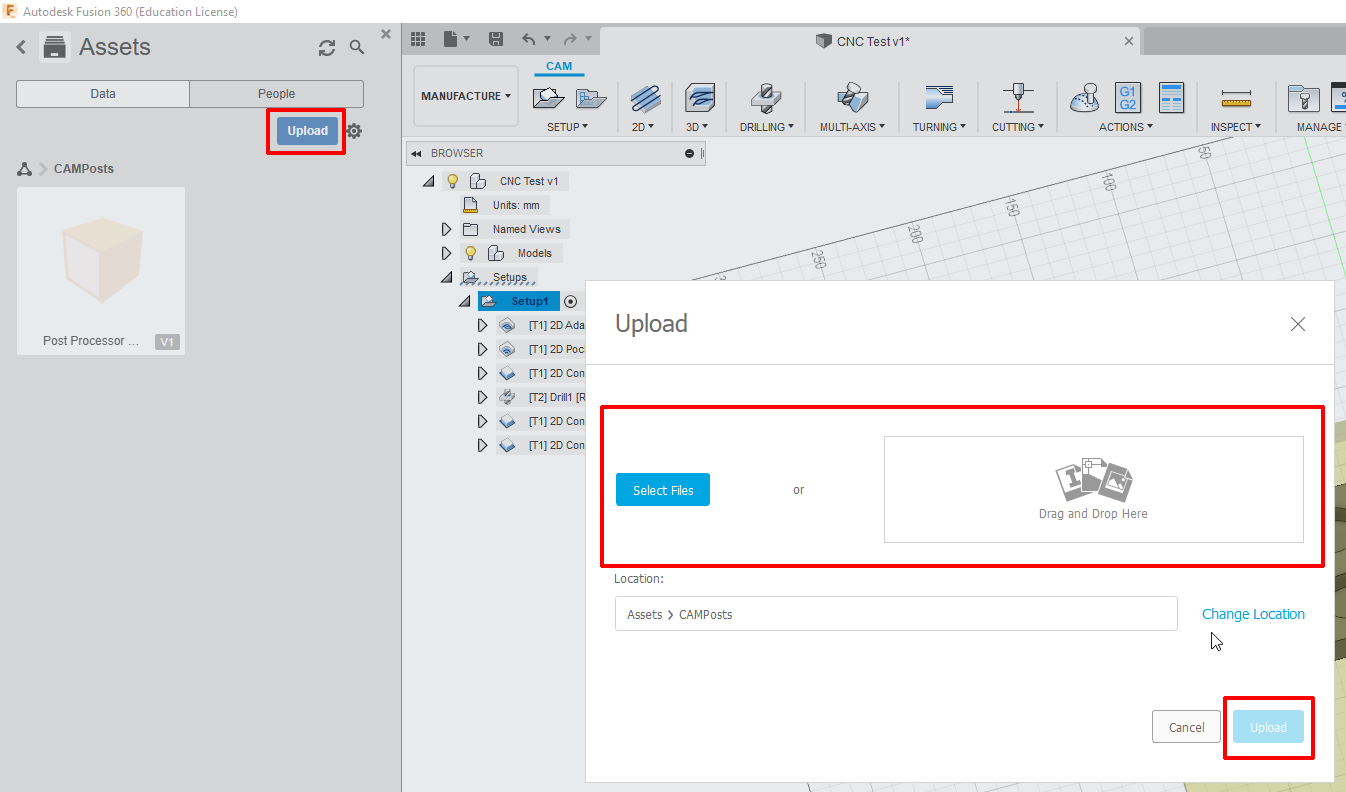 Autodesk Fusion 360 (Education License)
Assets
Data
People
Upload
CAMPosts
Post Processor ...
V1
CNC Test v1*
CAM
MANUFACTURE
G1
G2
SETUP
2D
3D
DRILLING
MULTI-AXIS
TURNING
CUTTING
ACTIONS
INSPECT
MANAGE
BROWSER
CNC Test v1
Units: mm
Named Views
Models
Setups
Setup1
[T1] 2D Ada
[T1] 2D Poc
[T1] 2D Con
[T2] Drill1 [R
[T1] 2D Con
[T1] 2D Con
50
100
150
200
250
Upload
Select Files
or
Drag and Drop Here
Location:
Assets > CAMPosts
Change Location
Cancel
Upload